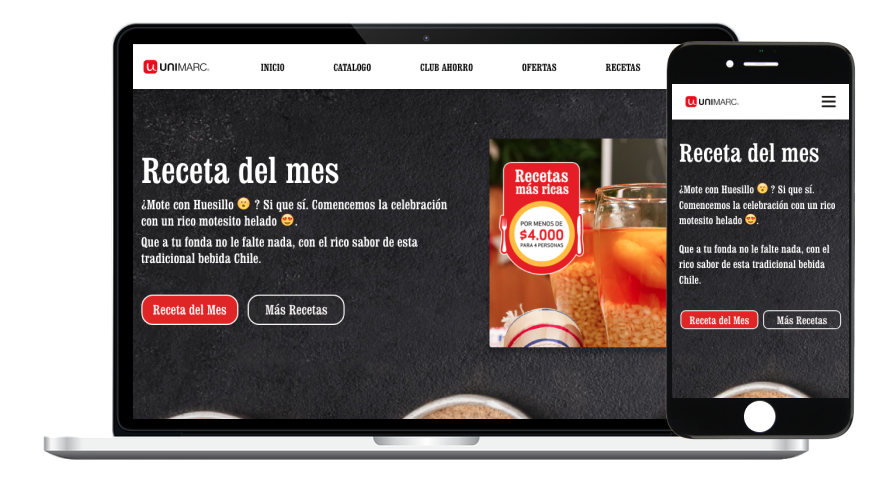 UNIMARC.
INICIO
CATALOGO
CLUB AHORRO
OFERTAS
RECETAS
Receta del mes
¿Mote con Huesillo 😮 ? Si que sí. Comencemos la celebración
con un rico motesito helado 😍.
Que a tu fonda no le falte nada, con el rico sabor de esta
tradicional bebida Chile.
Receta del Mes
Más Recetas
Recetas
más ricas
POR MENOS DE
$4.000
PARA 4 PERSONAS
UNIMARC.
Receta del mes
¿Mote con Huesillo 😮 ? Si que sí.
Comencemos la celebración con un rico
motesito helado 😍.
Que a tu fonda no le falte nada, con el
rico sabor de esta tradicional bebida
Chile.
Receta del Mes
Más Recetas